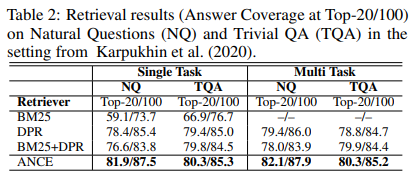 Table 2: Retrieval results (Answer Coverage at Top-20/100)
on Natural Questions (NQ) and Trivial QA (TQA) in the
setting from Karpukhin et al. (2020).
Single Task Multi Task
NQ TQA NQ TQA
Retriever Top-20/100 Top-20/100 Top-20/100 Top-20/100
BM25 59.1/73.7 66.9/76.7 –/– –/–
DPR 78.4/85.4 79.4/85.0 79.4/86.0 78.8/84.7
BM25+DPR 76.6/83.8 79.8/84.5 78.0/83.9 79.9/84.4
ANCE 81.9/87.5 80.3/85.3 82.1/87.9 80.3/85.2